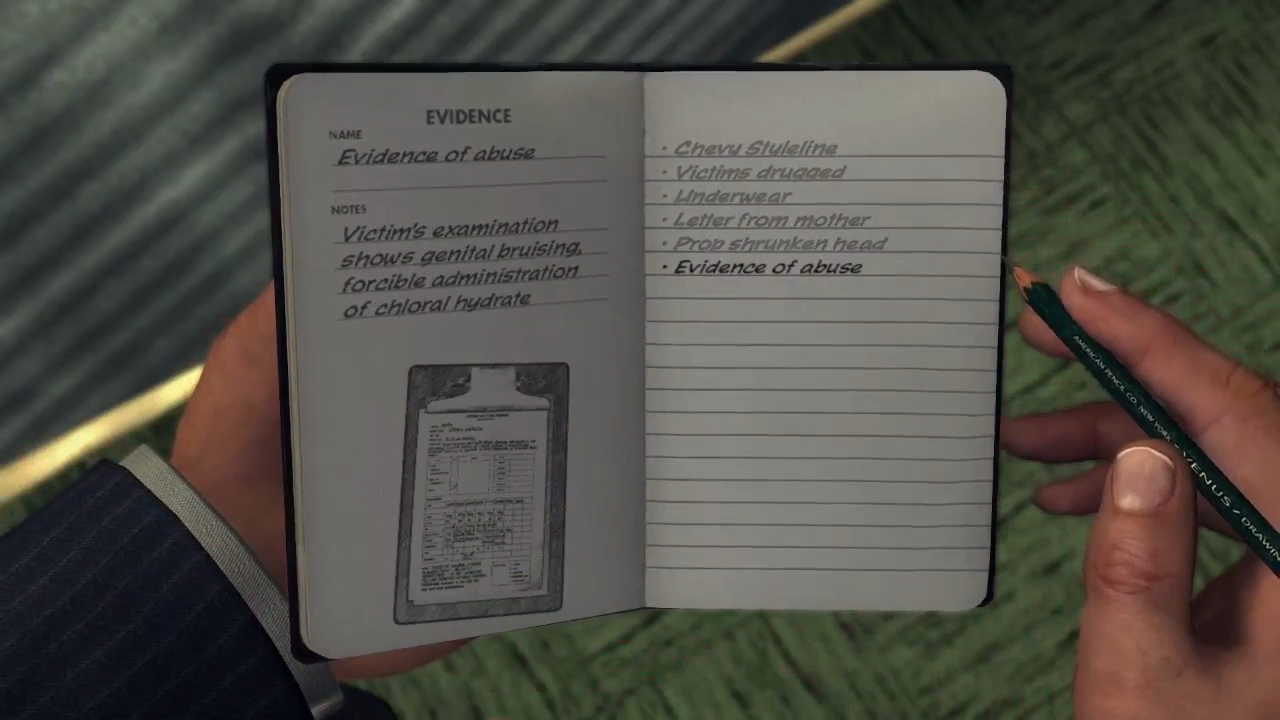 EVIDENCE
NAME
Evidence of abuse
NOTES
Victim's examination
shows genital bruising,
forcible administration
of chloral hydrate
• Chevy Styleline
• Victims drugged
• Underwear
• Letter from mother
• Prop shrunken head
• Evidence of abuse
AMERICAN PENCIL CO. NEW YORK VENUS DRAWIN